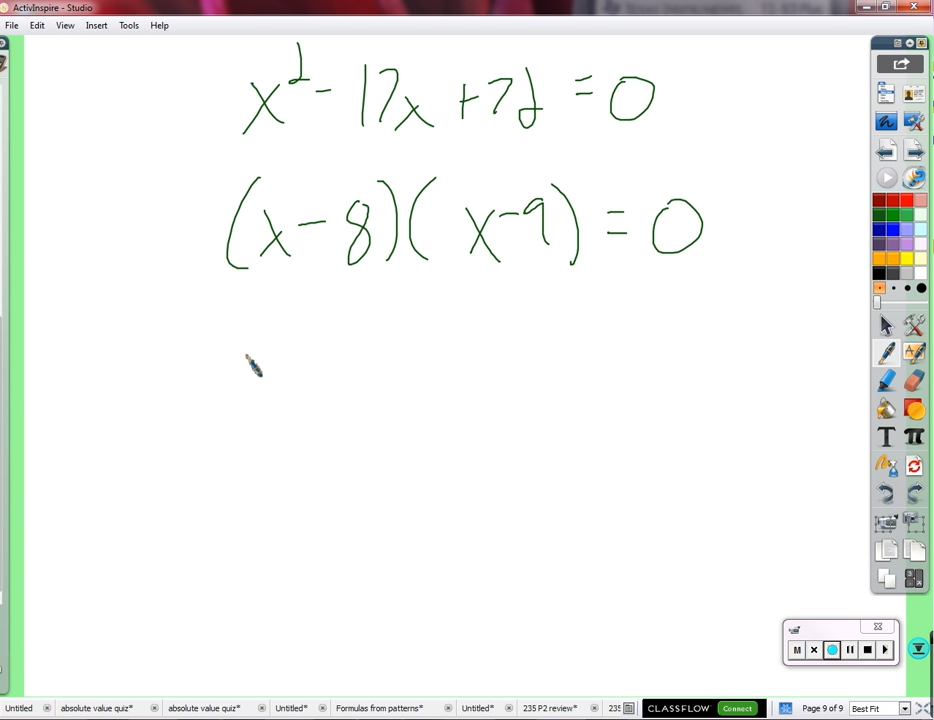 ActivInspire - Studio
File Edit View Insert Tools Help
x² - 17x + 72 = 0
(x - 8)(x - 9) = 0
M
Untitled absolute value quiz* absolute value quiz* Untitled* Formulas from patterns* Untitled* 235 P2 review* 235 CLASSFLOW Connect Page 9 of 9 Best Fit